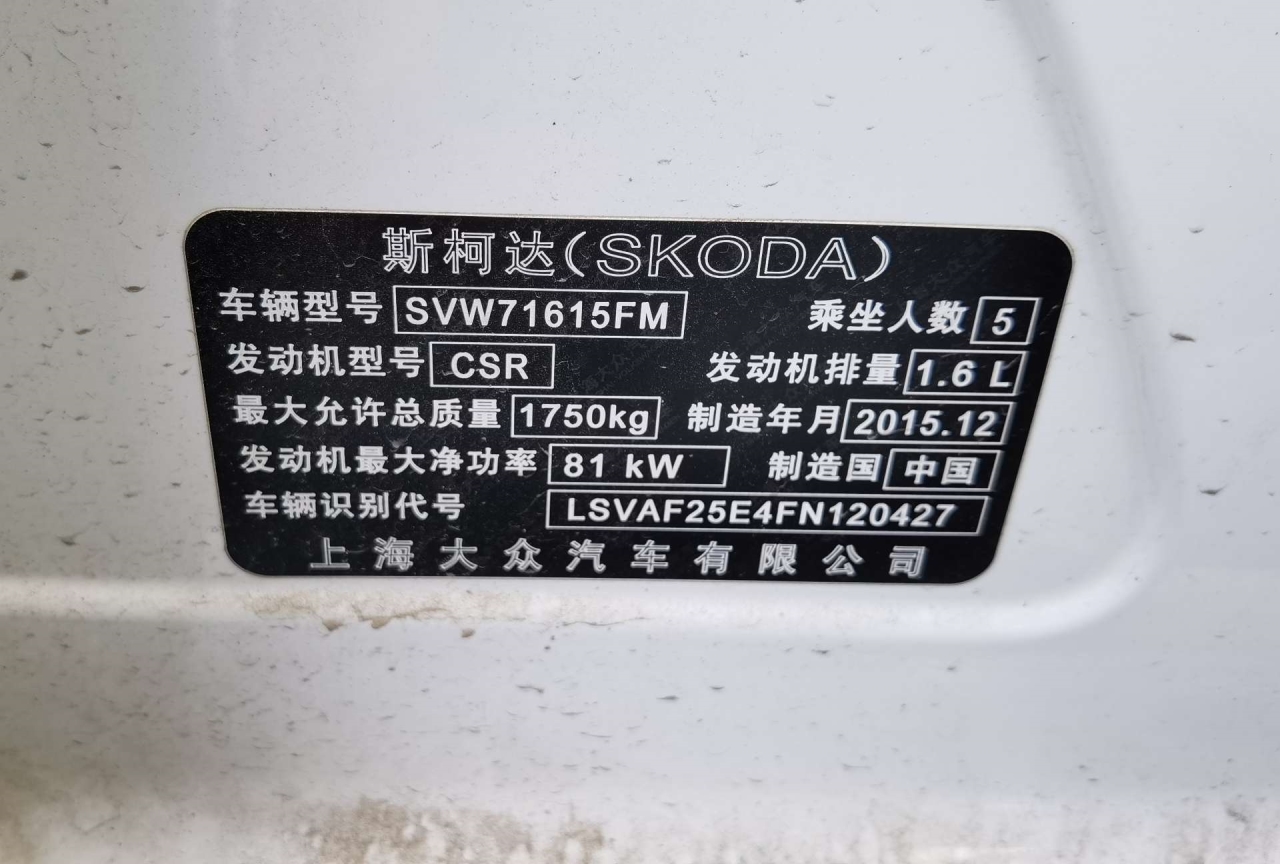 斯柯达(SKODA)
车辆型号 SVW71615FM 乘坐人数 5
发动机型号 CSR 发动机排量 1.6 L
最大允许总质量 1750kg 制造年月 2015.12
发动机最大净功率 81 kW 制造国 中国
车辆识别代号 LSVAF25E4FN120427
上海大众汽车有限公司